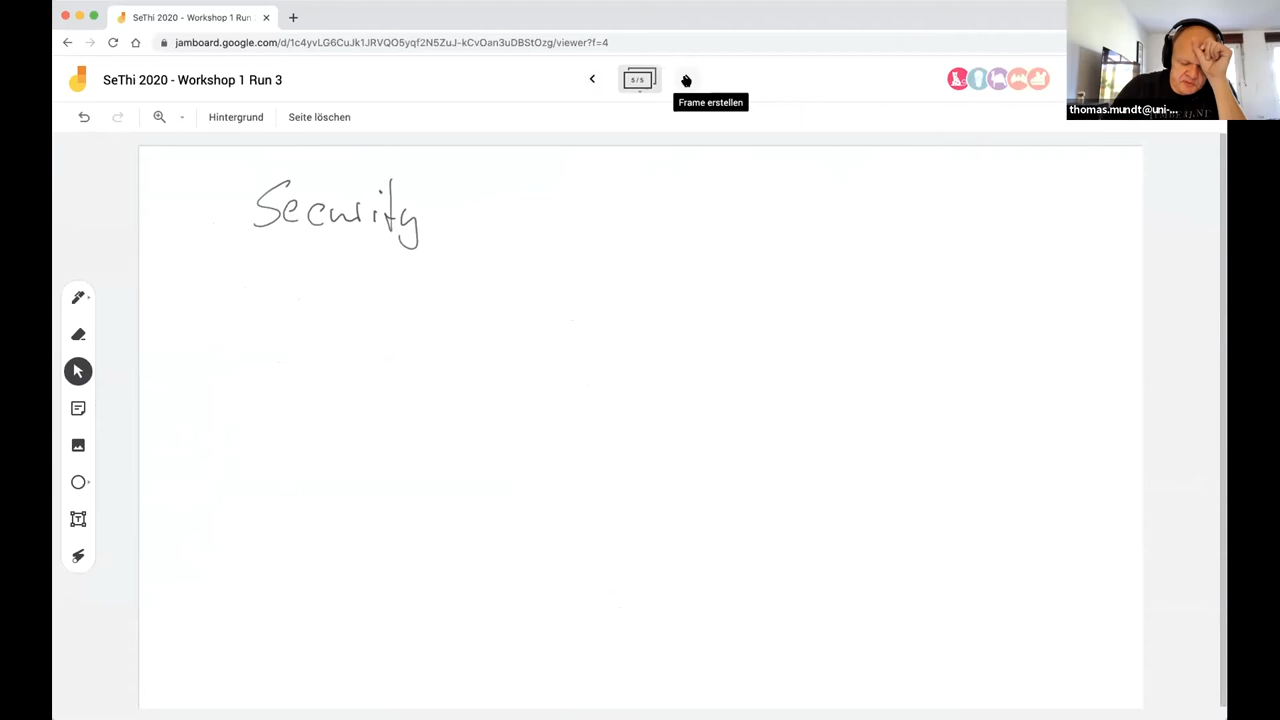 SeThi 2020 - Workshop 1 Run
jamboard.google.com/d/1c4yvLG6CuJk1JRVQO5yqf2N5ZuJ-kCvOan3uDBStOzg/viewer?f=4
SeThi 2020 - Workshop 1 Run 3
5 / 5
Frame erstellen
thomas.mundt@uni-...
Hintergrund
Seite löschen
Security